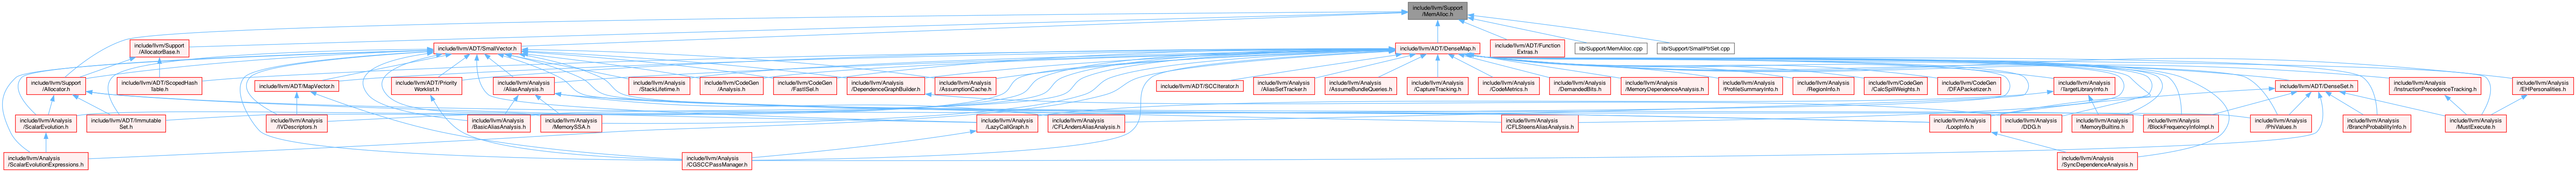 include/llvm/Support
/MemAlloc.h
include/llvm/Support
/AllocatorBase.h
include/llvm/ADT/SmallVector.h
include/llvm/ADT/DenseMap.h
include/llvm/ADT/Function
Extras.h
lib/Support/MemAlloc.cpp
lib/Support/SmallPtrSet.cpp
include/llvm/Support
/Allocator.h
include/llvm/ADT/ScopedHash
Table.h
include/llvm/ADT/MapVector.h
include/llvm/ADT/Priority
Worklist.h
include/llvm/Analysis
/AliasAnalysis.h
include/llvm/Analysis
/StackLifetime.h
include/llvm/CodeGen
/Analysis.h
include/llvm/CodeGen
/FastISel.h
include/llvm/Analysis
/DependenceGraphBuilder.h
include/llvm/Analysis
/AssumptionCache.h
include/llvm/ADT/SCCIterator.h
include/llvm/Analysis
/AliasSetTracker.h
include/llvm/Analysis
/AssumeBundleQueries.h
include/llvm/Analysis
/CaptureTracking.h
include/llvm/Analysis
/CodeMetrics.h
include/llvm/Analysis
/DemandedBits.h
include/llvm/Analysis
/MemoryDependenceAnalysis.h
include/llvm/Analysis
/ProfileSummaryInfo.h
include/llvm/Analysis
/RegionInfo.h
include/llvm/CodeGen
/CalcSpillWeights.h
include/llvm/CodeGen
/DFAPacketizer.h
include/llvm/Analysis
/TargetLibraryInfo.h
include/llvm/ADT/DenseSet.h
include/llvm/Analysis
/InstructionPrecedenceTracking.h
include/llvm/Analysis
/EHPersonalities.h
include/llvm/Analysis
/ScalarEvolution.h
include/llvm/ADT/Immutable
Set.h
include/llvm/Analysis
/IVDescriptors.h
include/llvm/Analysis
/BasicAliasAnalysis.h
include/llvm/Analysis
/MemorySSA.h
include/llvm/Analysis
/LazyCallGraph.h
include/llvm/Analysis
/CFLAndersAliasAnalysis.h
include/llvm/Analysis
/CFLSteensAliasAnalysis.h
include/llvm/Analysis
/LoopInfo.h
include/llvm/Analysis
/DDG.h
include/llvm/Analysis
/MemoryBuiltins.h
include/llvm/Analysis
/BlockFrequencyInfoImpl.h
include/llvm/Analysis
/PhiValues.h
include/llvm/Analysis
/BranchProbabilityInfo.h
include/llvm/Analysis
/MustExecute.h
include/llvm/Analysis
/ScalarEvolutionExpressions.h
include/llvm/Analysis
/CGSCCPassManager.h
include/llvm/Analysis
/SyncDependenceAnalysis.h